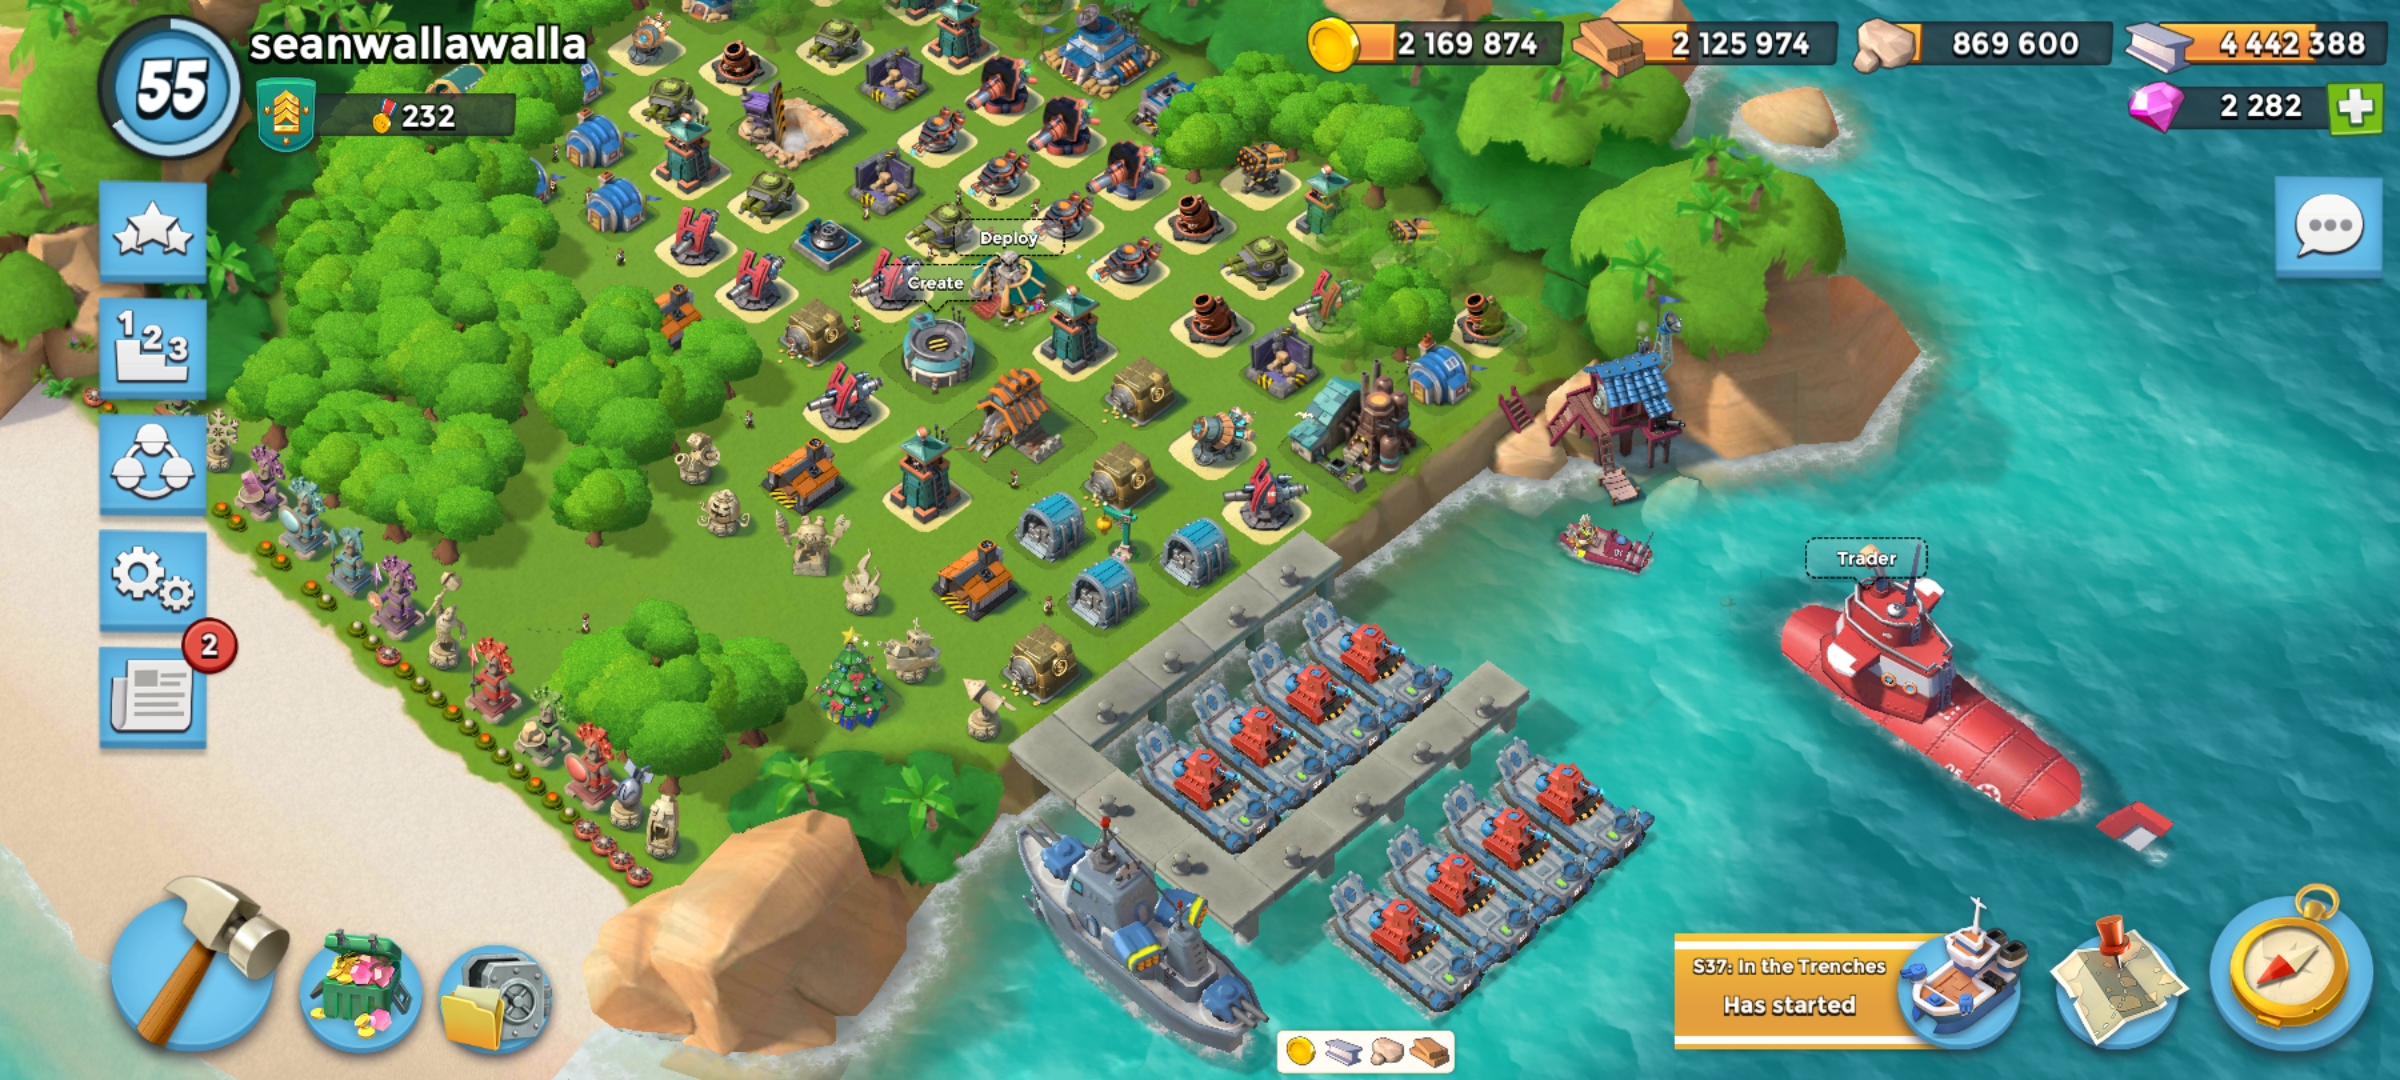 55
seanwallawalla
232
2 169 874
2 125 974
869 600
4 442 388
2 282
123
2
Deploy
Create
Trader
S37: In the Trenches
Has started